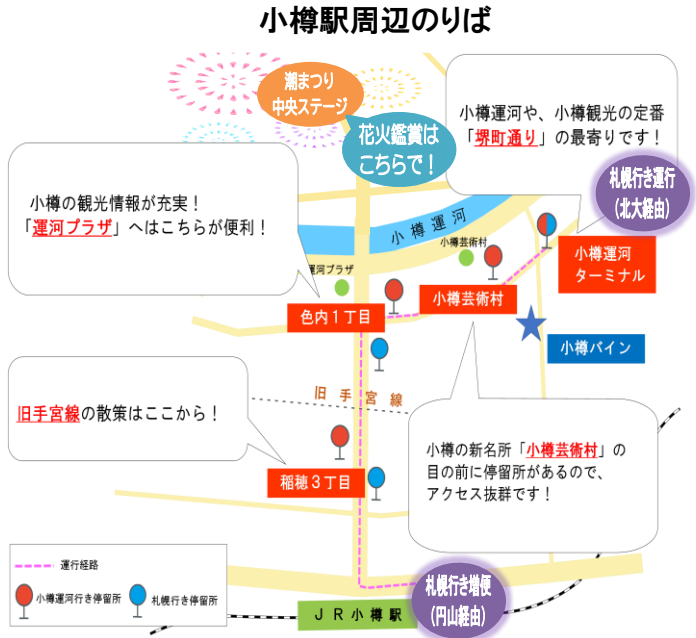 小樽駅周辺のりば
潮まつり
中央ステージ
花火鑑賞は
こちらで！
小樽運河や、小樽観光の定番
「堺町通り」の最寄りです！
札幌行き運行
(北大経由)
小樽の観光情報が充実！
「運河プラザ」へはこちらが便利！
小樽運河
小樽芸術村
運河プラザ
小樽運河
ターミナル
小樽芸術村
色内１丁目
小樽バイン
旧手宮線
旧手宮線の散策はここから！
小樽の新名所「小樽芸術村」の
目の前に停留所があるので、
アクセス抜群です！
稲穂３丁目
運行経路
小樽運河行き停留所
札幌行き停留所
札幌行き増便
(円山経由)
ＪＲ小樽駅